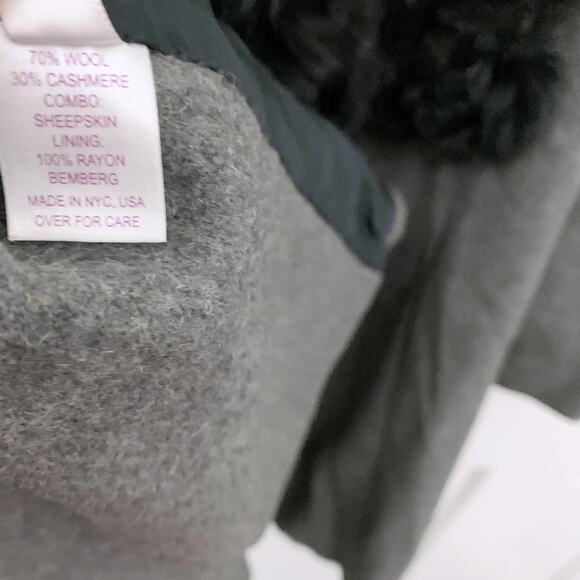 70% WOOL
30% CASHMERE
COMBO:
SHEEPSKIN
LINING:
100% RAYON
BEMBERG
MADE IN NYC, USA
OVER FOR CARE